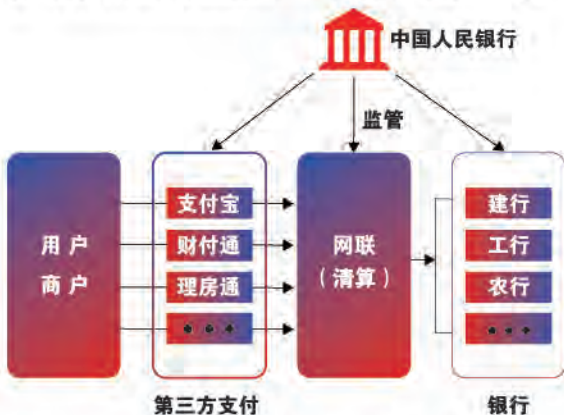 中国人民银行
监管
用户
商户
支付宝
财付通
理房通
网联
（清算）
建行
工行
农行
第三方支付
银行